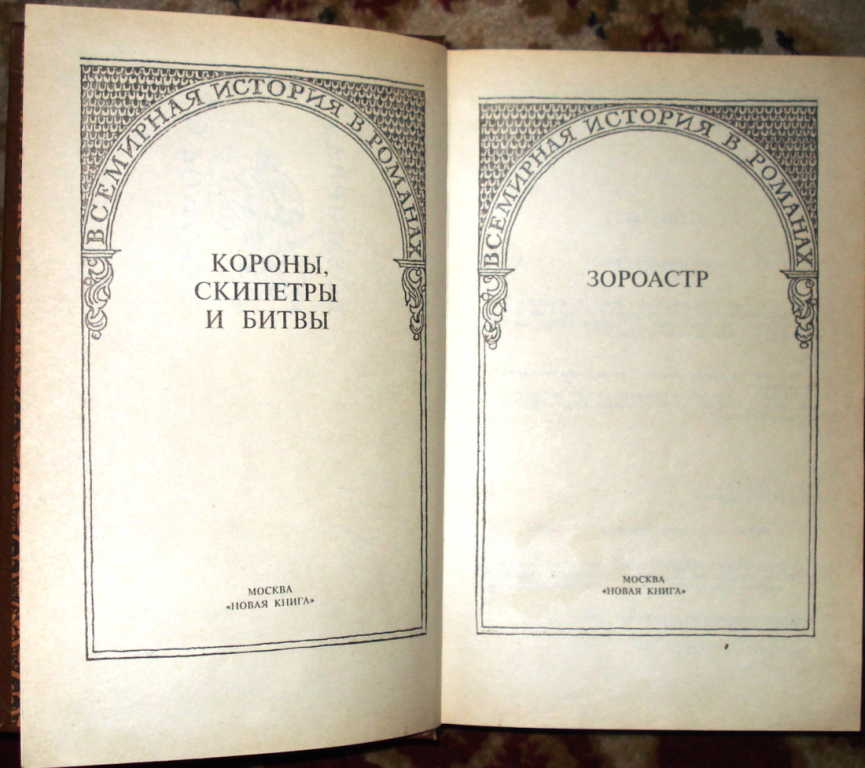 ВСЕМИРНАЯ ИСТОРИЯ В РОМАНАХ
КОРОНЫ,
СКИПЕТРЫ
И БИТВЫ
МОСКВА
«НОВАЯ КНИГА»
ВСЕМИРНАЯ ИСТОРИЯ В РОМАНАХ
ЗОРОАСТР
МОСКВА
«НОВАЯ КНИГА»